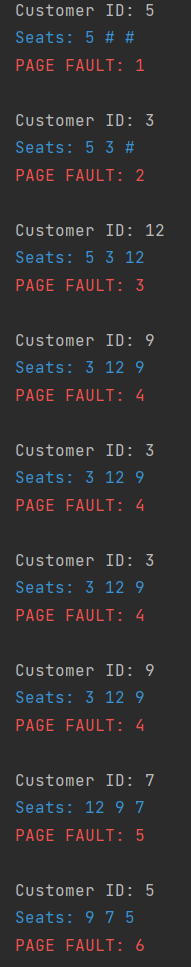 Customer ID: 5
Seats: 5 # #
PAGE FAULT: 1
Customer ID: 3
Seats: 5 3 #
PAGE FAULT: 2
Customer ID: 12
Seats: 5 3 12
PAGE FAULT: 3
Customer ID: 9
Seats: 3 12 9
PAGE FAULT: 4
Customer ID: 3
Seats: 3 12 9
PAGE FAULT: 4
Customer ID: 3
Seats: 3 12 9
PAGE FAULT: 4
Customer ID: 9
Seats: 3 12 9
PAGE FAULT: 4
Customer ID: 7
Seats: 12 9 7
PAGE FAULT: 5
Customer ID: 5
Seats: 9 7 5
PAGE FAULT: 6